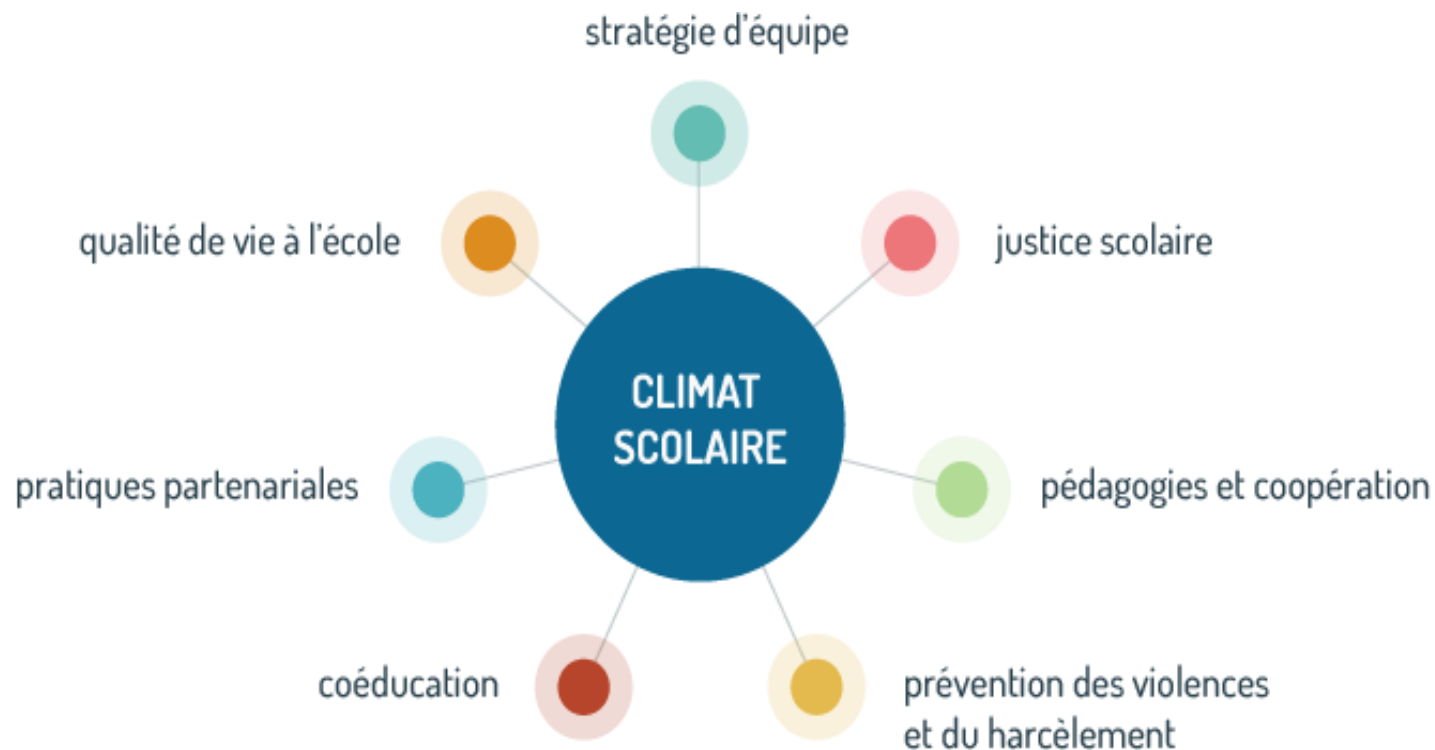 stratégie d'équipe
qualité de vie à l'école
justice scolaire
CLIMAT
SCOLAIRE
pratiques partenariales
pédagogies et coopération
coéducation
prévention des violences
et du harcèlement